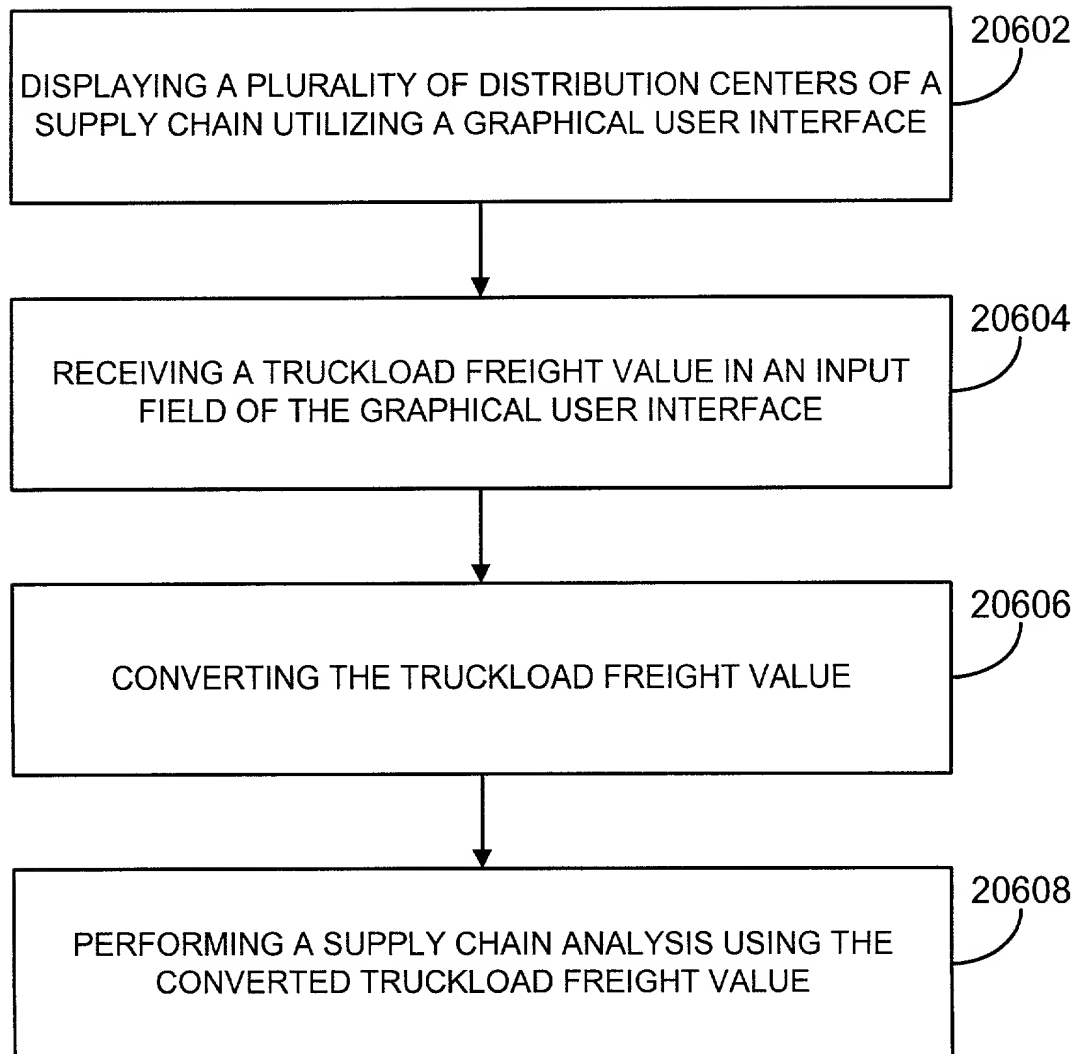 20602
DISPLAYING A PLURALITY OF DISTRIBUTION CENTERS OF A
SUPPLY CHAIN UTILIZING A GRAPHICAL USER INTERFACE
20604
RECEIVING A TRUCKLOAD FREIGHT VALUE IN AN INPUT
FIELD OF THE GRAPHICAL USER INTERFACE
20606
CONVERTING THE TRUCKLOAD FREIGHT VALUE
20608
PERFORMING A SUPPLY CHAIN ANALYSIS USING THE
CONVERTED TRUCKLOAD FREIGHT VALUE